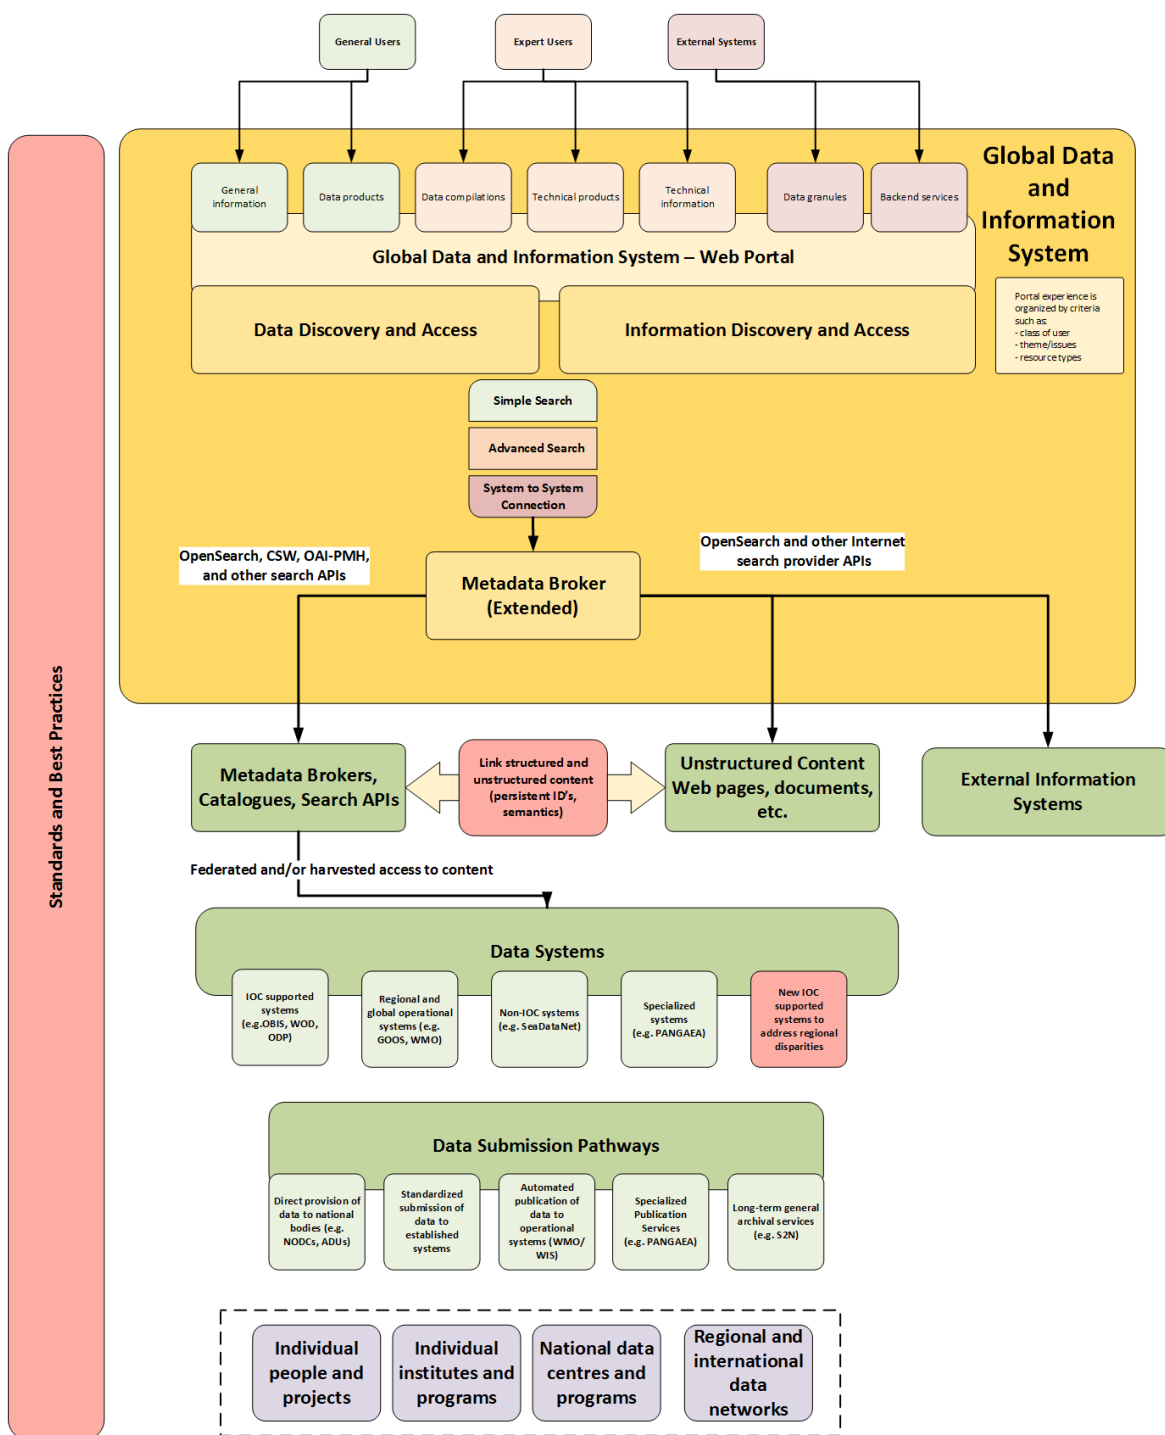 General Users
Expert Users
External Systems
Global Data
and
Information
System
General
information
Data products
Data compilations
Technical products
Technical
information
Data granules
Backend services
Global Data and Information System – Web Portal
Portal experience is
organized by criteria
such as:
- class of user
- theme/issues
- resource types
Data Discovery and Access
Information Discovery and Access
Simple Search
Advanced Search
System to System
Connection
OpenSearch, CSW, OAI-PMH,
and other search APIs
OpenSearch and other Internet
search provider APIs
Metadata Broker
(Extended)
Standards and Best Practices
Metadata Brokers,
Catalogues, Search APIs
Link structured and
unstructured content
(persistent ID's,
semantics)
Unstructured Content
Web pages, documents,
etc.
External Information
Systems
Federated and/or harvested access to content
Data Systems
IOC supported
systems
(e.g.OBIS, WOD,
ODP)
Regional and
global operational
systems (e.g.
GOOS, WMO)
Non-IOC systems
(e.g. SeaDataNet)
Specialized
systems
(e.g. PANGAEA)
New IOC
supported
systems to
address regional
disparities
Data Submission Pathways
Direct provision of
data to national
bodies (e.g.
NODCs, ADUs)
Standardized
submission of
data to
established
systems
Automated
publication of
data to
operational
systems (WMO/
WIS)
Specialized
Publication
Services
(e.g. PANGAEA)
Long-term general
archival services
(e.g. S2N)
Individual
people and
projects
Individual
institutes and
programs
National data
centres and
programs
Regional and
international
data
networks